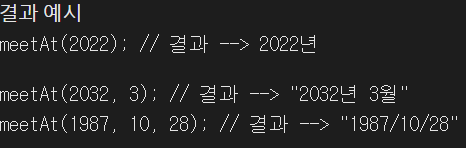 결과 예시
meetAt(2022); // 결과 --> 2022년
meetAt(2032, 3); // 결과 --> "2032년 3월"
meetAt(1987, 10, 28); // 결과 --> "1987/10/28"